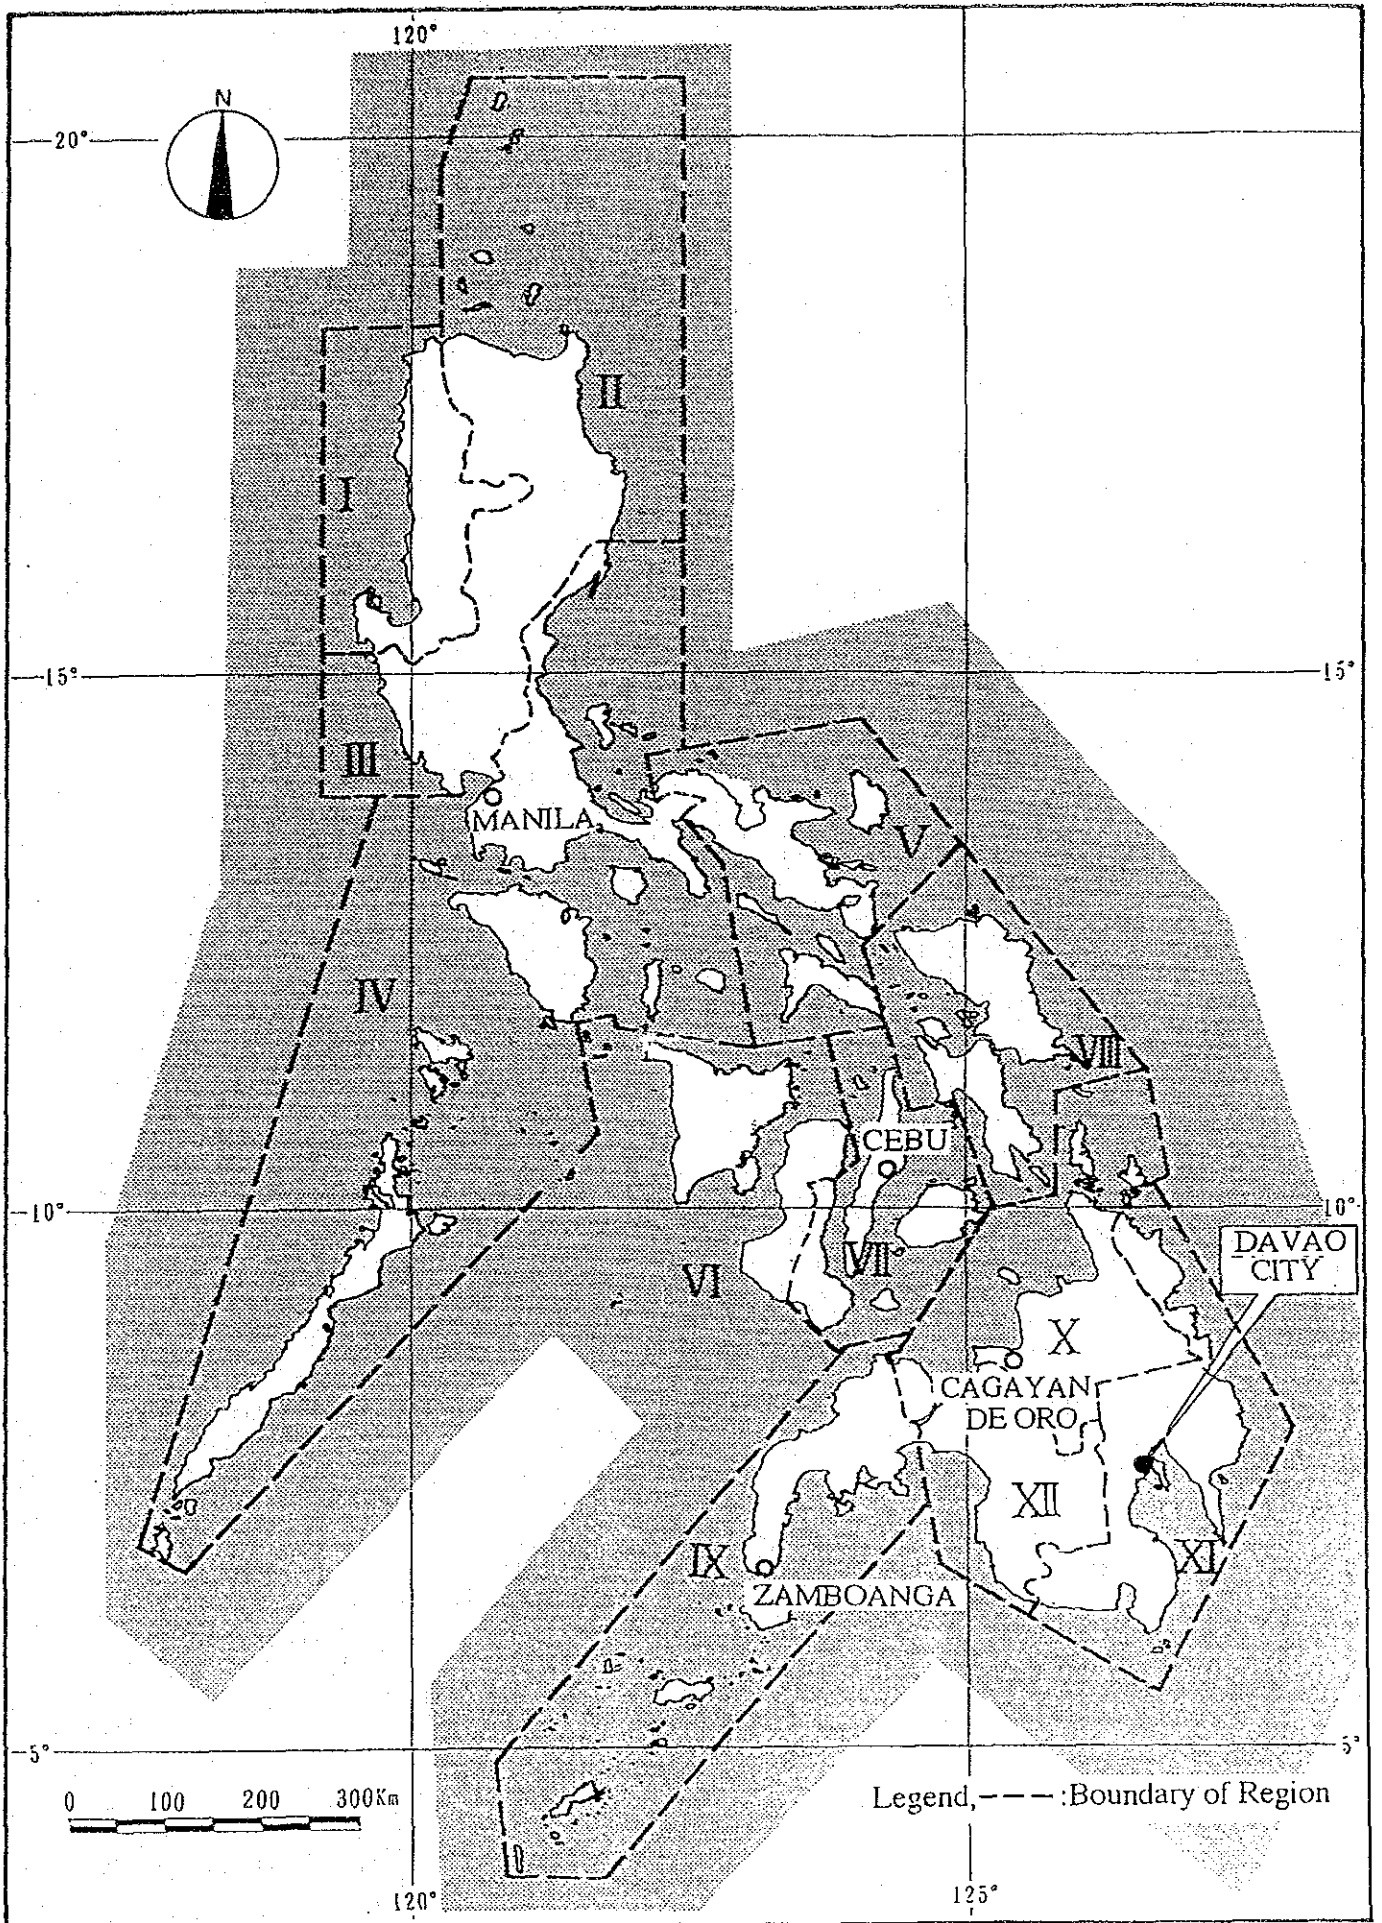 120°
N
20°
II
I
15°
15°
III
MANILA
V
IV
VIII
CEBU
10°
10°
DAVAO
CITY
VI
VII
X
CAGAYAN
DE ORO
XII
IX
XI
ZAMBOANGA
5°
5°
0 100 200 300Km
Legend, ---- :Boundary of Region
120°
125°